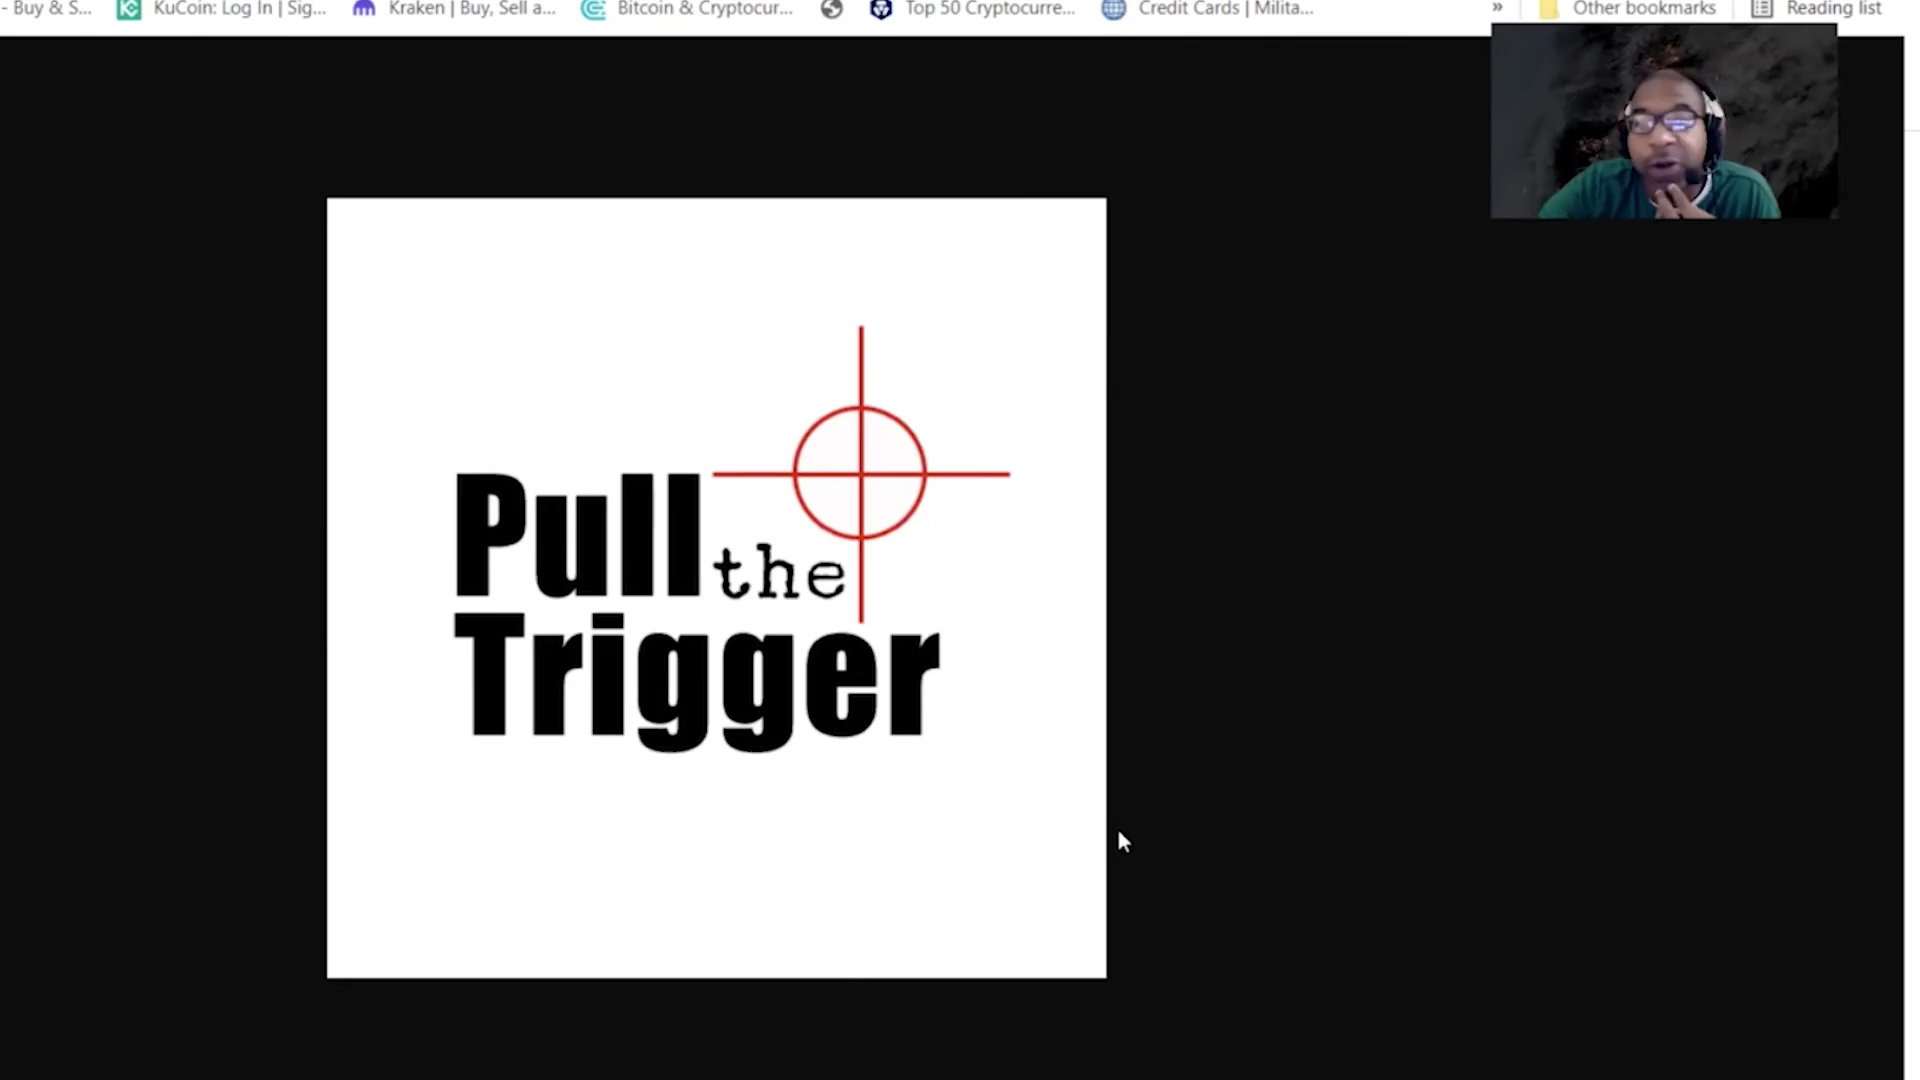 - Buy & S... KuCoin: Log In | Sig... Kraken | Buy, Sell a... Bitcoin & Cryptocur... Top 50 Cryptocurre... Credit Cards | Milita... » Other bookmarks Reading list
Pull the
Trigger